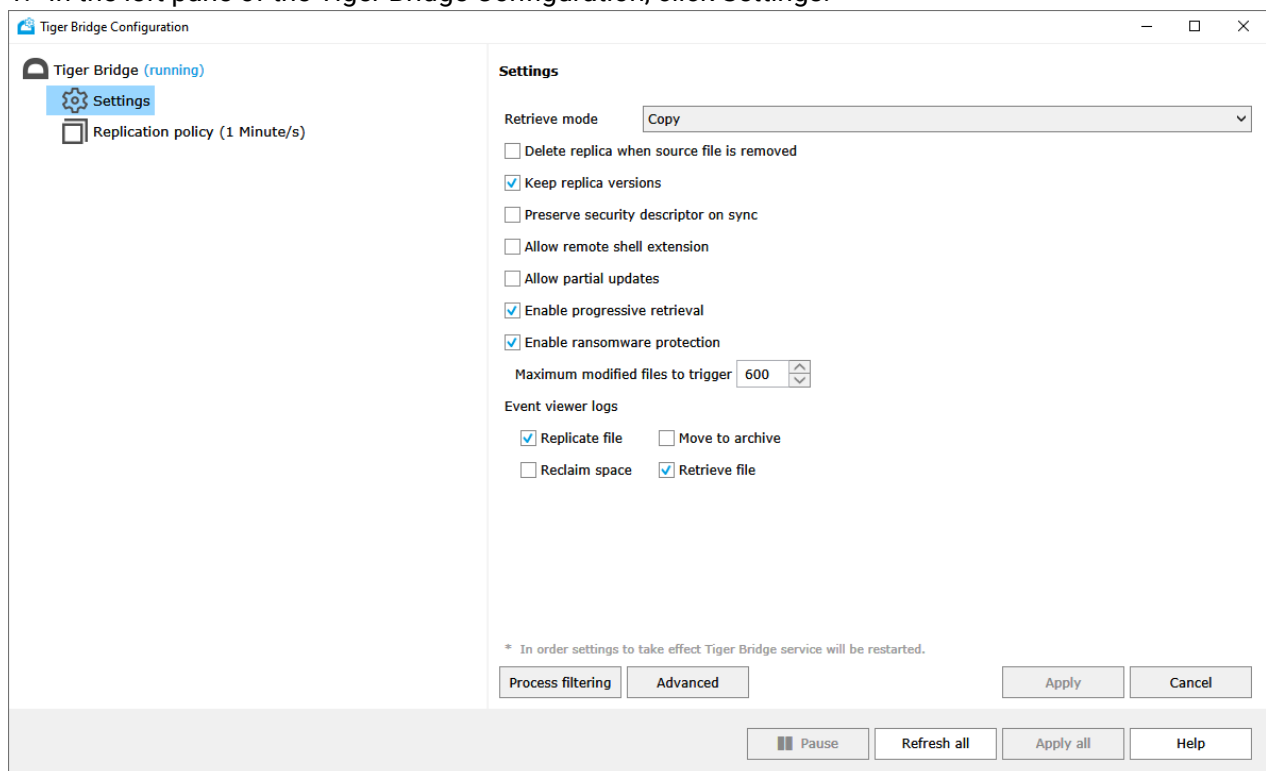 Tiger Bridge Configuration
Tiger Bridge (running)
Settings
Replication policy (1 Minute/s)
Settings
Retrieve mode Copy
Delete replica when source file is removed
Keep replica versions
Preserve security descriptor on sync
Allow remote shell extension
Allow partial updates
Enable progressive retrieval
Enable ransomware protection
Maximum modified files to trigger 600
Event viewer logs
Replicate file Move to archive
Reclaim space Retrieve file
* In order settings to take effect Tiger Bridge service will be restarted.
Process filtering Advanced Apply Cancel
Pause Refresh all Apply all Help